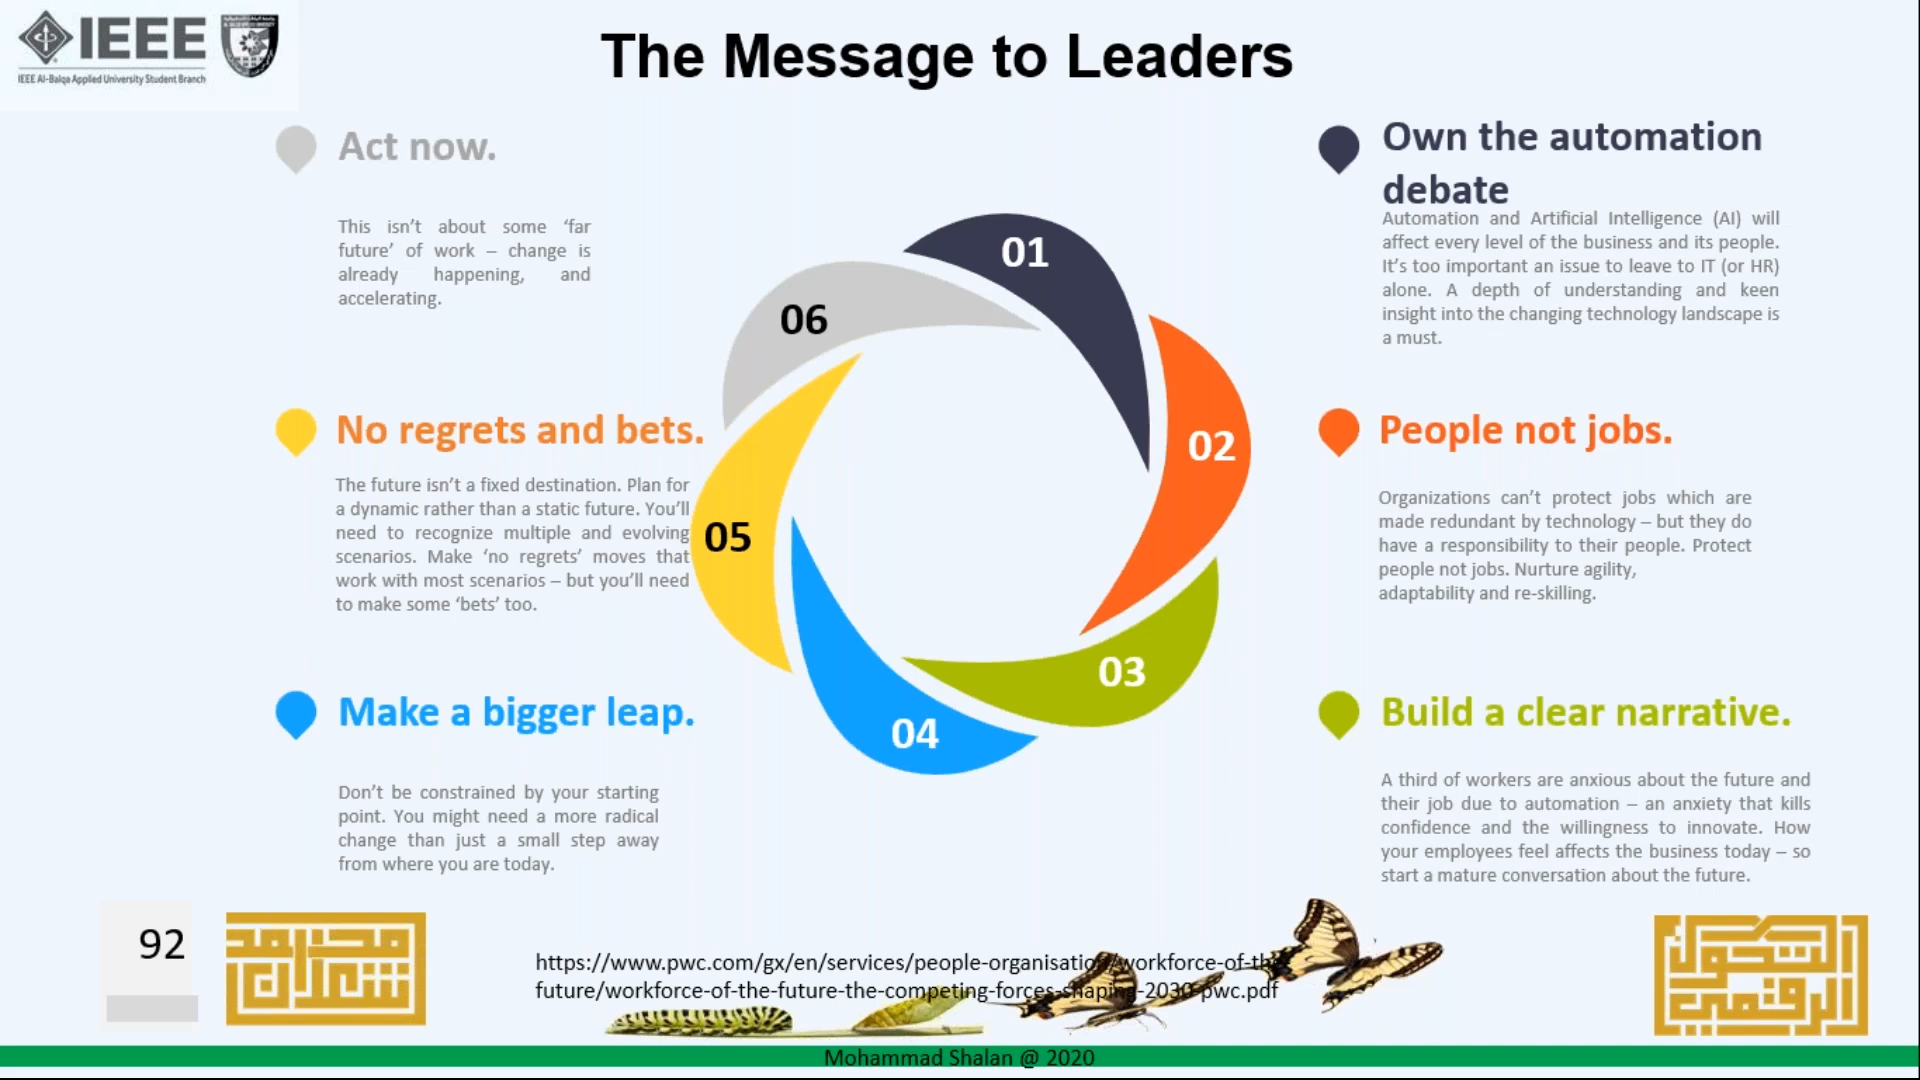 IEEE
IEEE Al-Balqa Applied University Student Branch
The Message to Leaders
Act now.
This isn’t about some ‘far
future’ of work – change is
already happening, and
accelerating.
No regrets and bets.
The future isn’t a fixed destination. Plan for
a dynamic rather than a static future. You’ll
need to recognize multiple and evolving
scenarios. Make ‘no regrets’ moves that
work with most scenarios – but you’ll need
to make some ‘bets’ too.
Make a bigger leap.
Don’t be constrained by your starting
point. You might need a more radical
change than just a small step away
from where you are today.
01
02
03
04
05
06
Own the automation
debate
Automation and Artificial Intelligence (AI) will
affect every level of the business and its people.
It’s too important an issue to leave to IT (or HR)
alone. A depth of understanding and keen
insight into the changing technology landscape is
a must.
People not jobs.
Organizations can’t protect jobs which are
made redundant by technology – but they do
have a responsibility to their people. Protect
people not jobs. Nurture agility,
adaptability and re-skilling.
Build a clear narrative.
A third of workers are anxious about the future and
their job due to automation – an anxiety that kills
confidence and the willingness to innovate. How
your employees feel affects the business today – so
start a mature conversation about the future.
92
محمد
شعلان
https://www.pwc.com/gx/en/services/people-organisation/workforce-of-the-
future/workforce-of-the-future-the-competing-forces-shaping-2030-pwc.pdf
التحول
الرقمي
Mohammad Shalan @ 2020